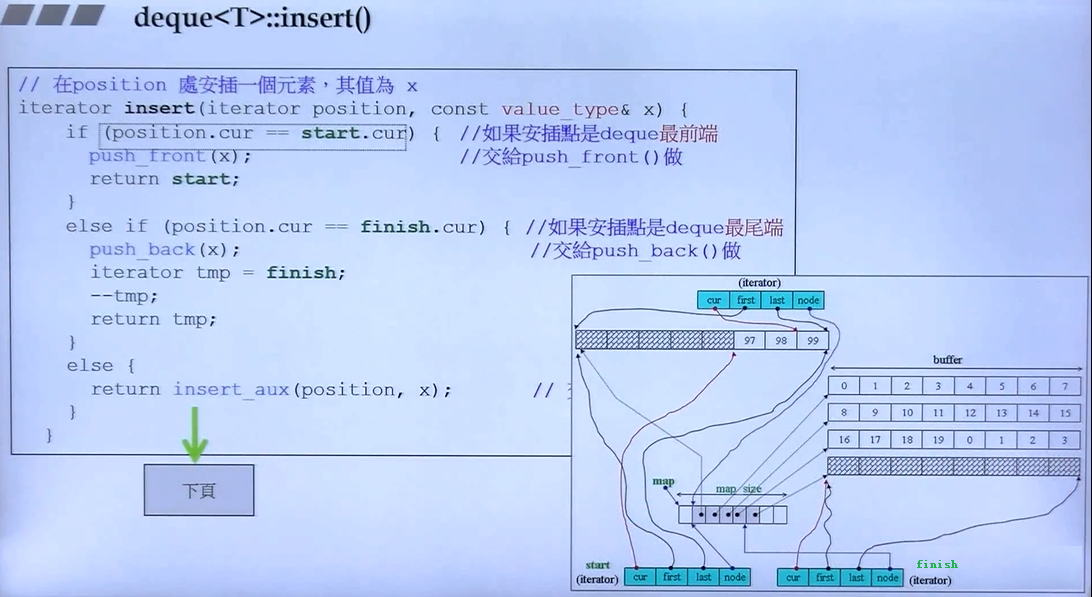 deque<T>::insert()
// 在position 處安插一個元素，其值為 x
iterator insert(iterator position, const value_type& x) {
if (position.cur == start.cur) { //如果安插點是deque最前端
push_front(x); //交給push_front()做
return start;
}
else if (position.cur == finish.cur) { //如果安插點是deque最尾端
push_back(x); //交給push_back()做
iterator tmp = finish;
--tmp;
return tmp;
}
else {
return insert_aux(position, x); //
}
}
下頁
(iterator)
cur first last node
97 98 99
buffer
0 1 2 3 4 5 6 7
8 9 10 11 12 13 14 15
16 17 18 19 0 1 2 3
map
map size
start
(iterator)
cur first last node
cur first last node
finish
(iterator)